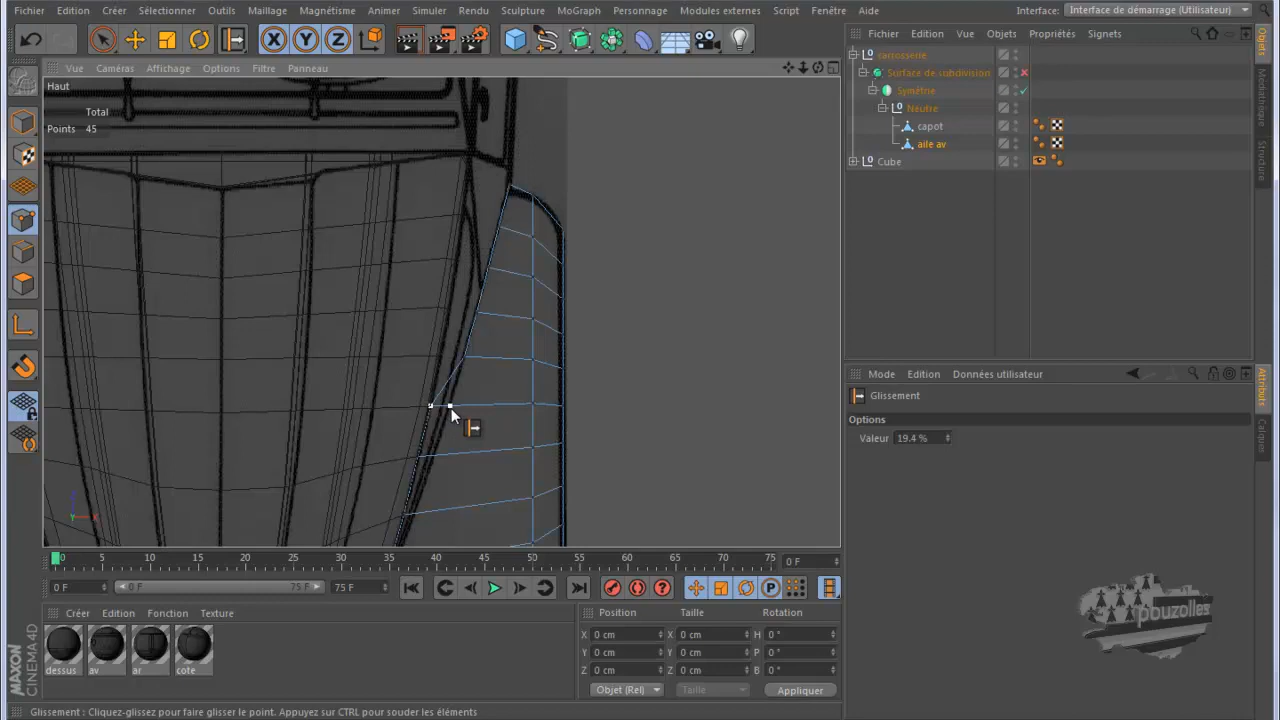 Fichier Edition Créer Sélectionner Outils Maillage Magnétisme Animer Simuler Rendu Sculpture MoGraph Personnage Modules externes Script Fenêtre Aide Interface: Interface de démarrage (Utilisateur)
X Y Z
Fichier Edition Vue Objets Propriétés Signets
Vue Caméras Affichage Options Filtre Panneau
Haut
Total
Points 45
carrosserie
Surface de subdivision
Symétrie
Neutre
capot
aile av
Cube
Objets
Médiathèque
Structure
Mode Edition Données utilisateur
Glissement
Options
Valeur 19.4 %
Attributs
Calques
Y X
0 5 10 15 20 25 30 35 40 45 50 55 60 65 70 75 0 F
0 F 0 F 75 F 75 F
Créer Edition Fonction Texture
dessus av ar cote
Position Taille Rotation
X 0 cm X 0 cm H 0 °
Y 0 cm Y 0 cm P 0 °
Z 0 cm Z 0 cm B 0 °
Objet (Rel) Taille Appliquer
MAXON
CINEMA 4D
pouzolles
Glissement : Cliquez-glissez pour faire glisser le point. Appuyez sur CTRL pour souder les éléments